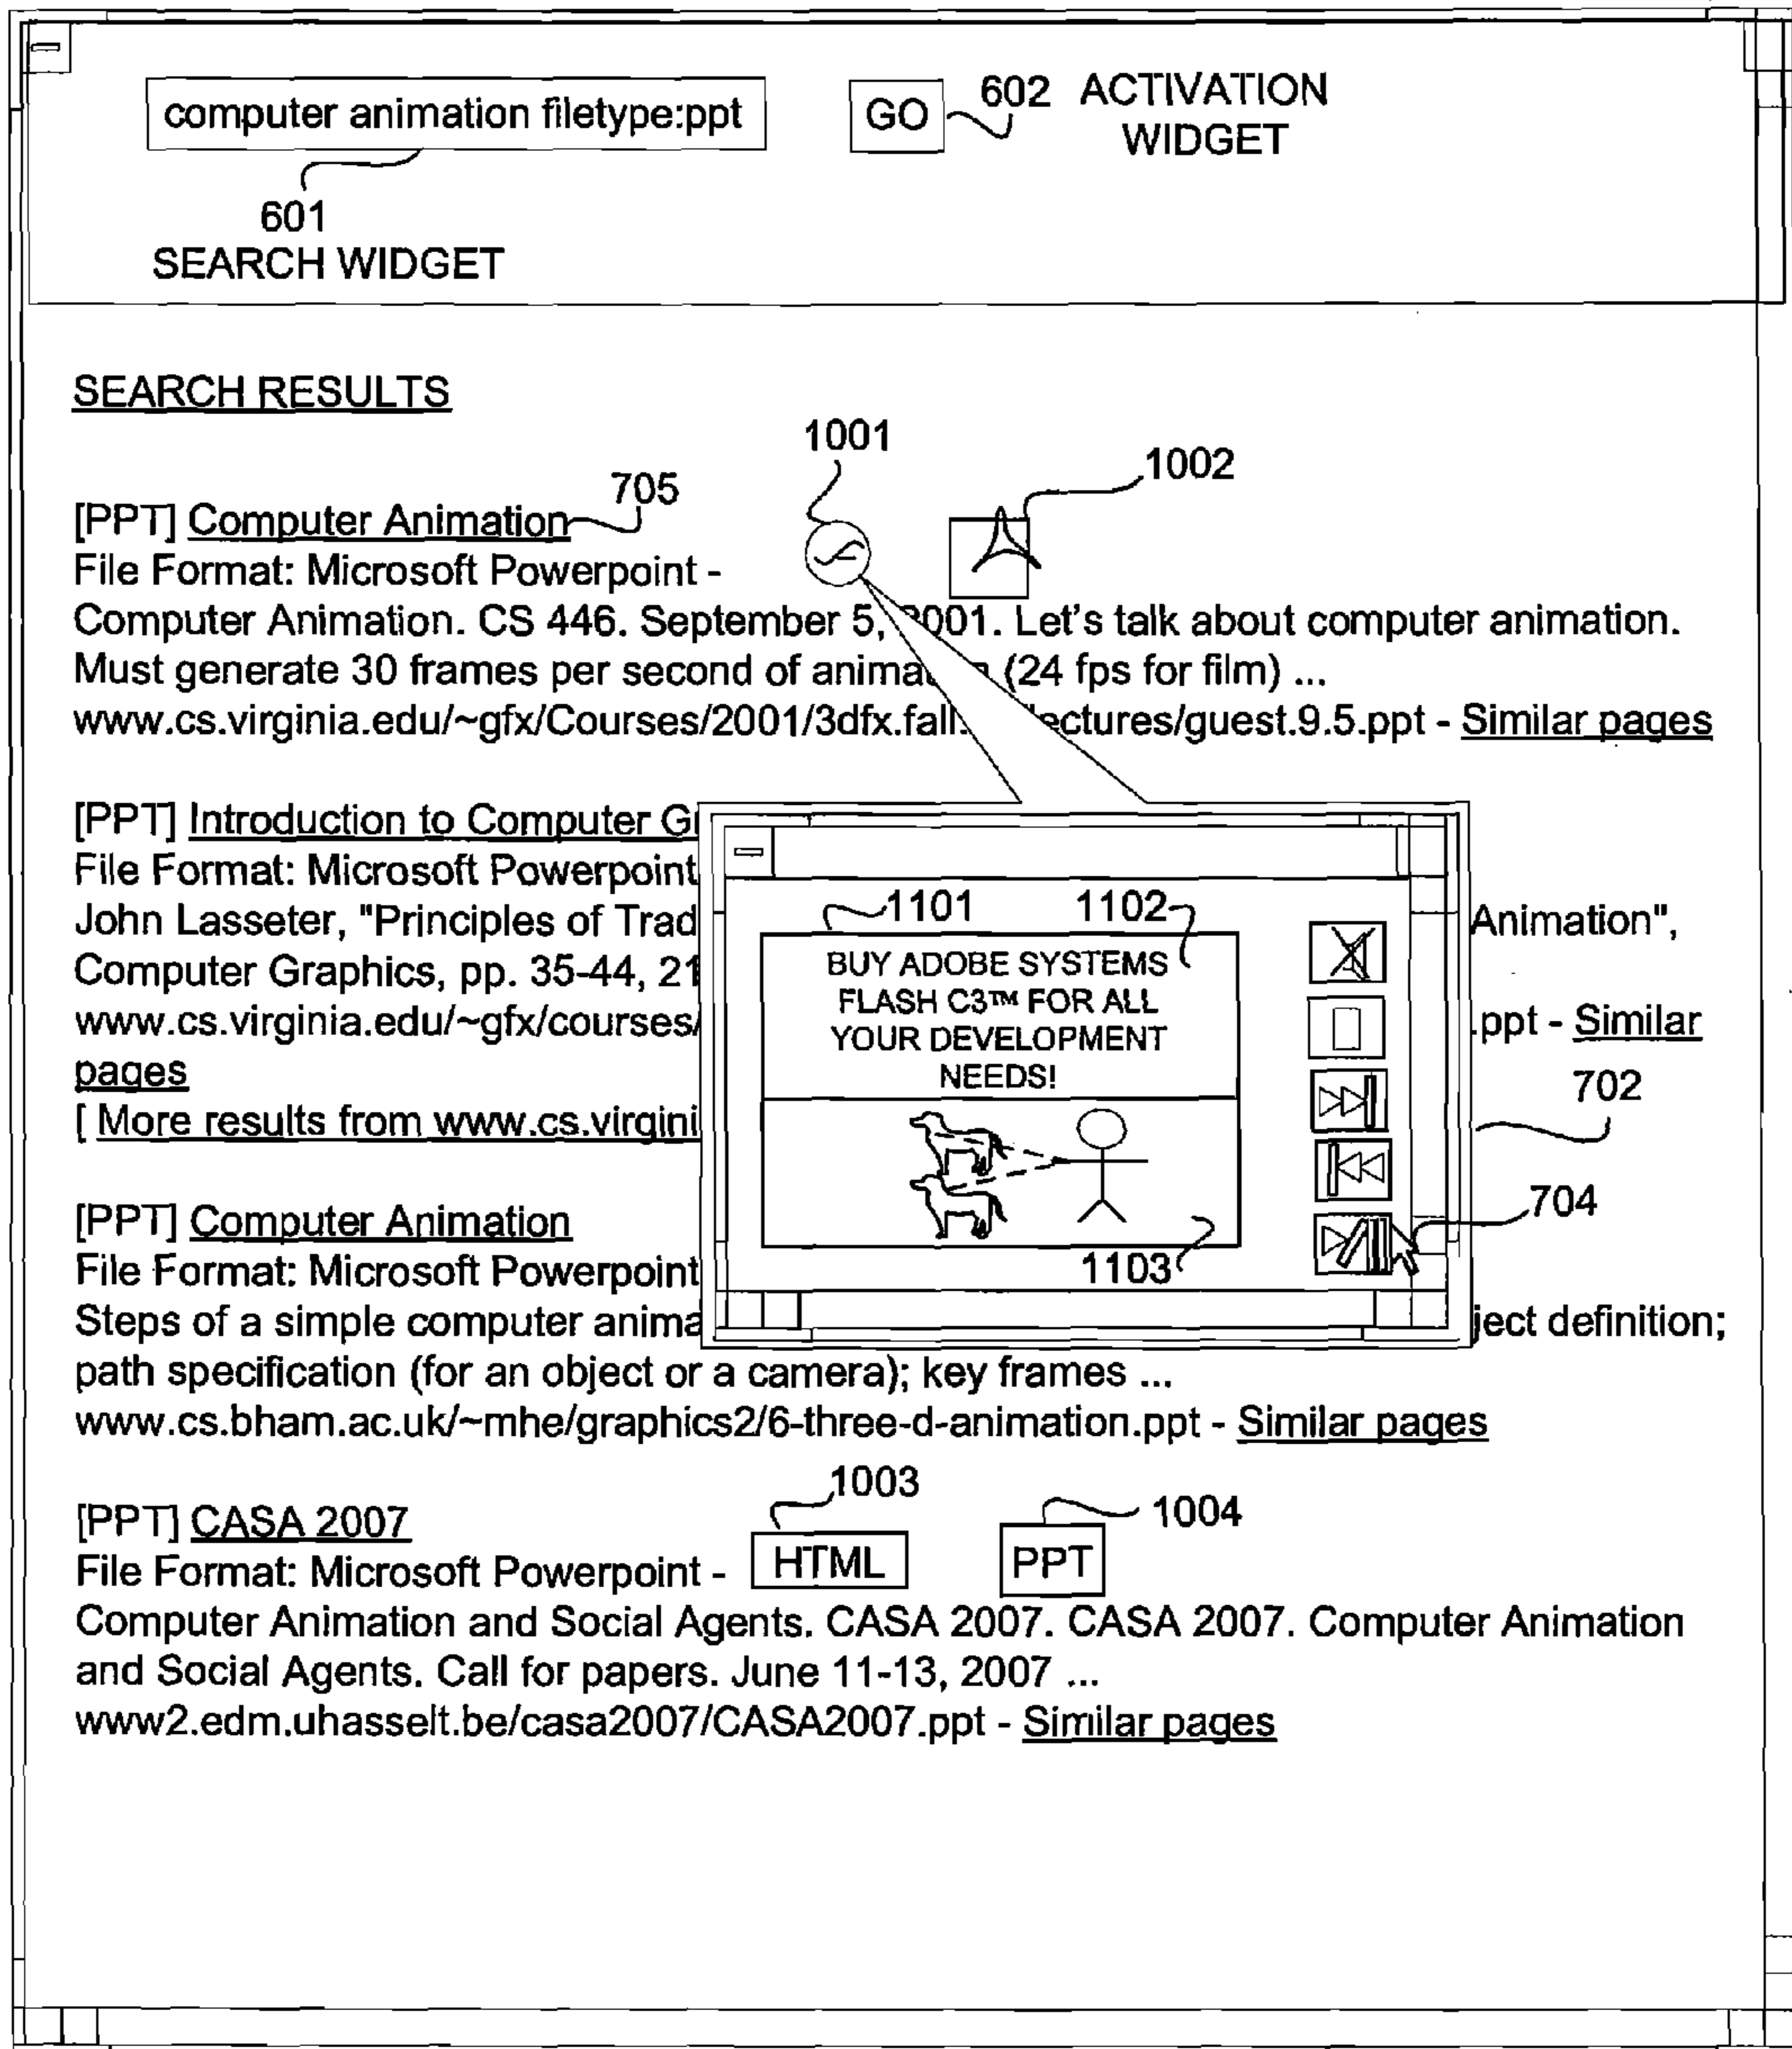 computer animation filetype:ppt
GO
602 ACTIVATION
WIDGET
601
SEARCH WIDGET
SEARCH RESULTS
1001
1002
705
[PPT] Computer Animation
File Format: Microsoft Powerpoint -
Computer Animation. CS 446. September 5, 2001. Let's talk about computer animation.
Must generate 30 frames per second of animation (24 fps for film) ...
www.cs.virginia.edu/~gfx/Courses/2001/3dfx.fall. lectures/guest.9.5.ppt - Similar pages
[PPT] Introduction to Computer
File Format: Microsoft Powerpoint
John Lasseter, "Principles of Trad Animation",
Computer Graphics, pp. 35-44, 21
www.cs.virginia.edu/~gfx/courses/ .ppt - Similar
pages
[ More results from www.cs.virgini
1101 1102
BUY ADOBE SYSTEMS
FLASH C3™ FOR ALL
YOUR DEVELOPMENT
NEEDS!
1103
702
704
[PPT] Computer Animation
File Format: Microsoft Powerpoint
Steps of a simple computer anima ject definition;
path specification (for an object or a camera); key frames ...
www.cs.bham.ac.uk/~mhe/graphics2/6-three-d-animation.ppt - Similar pages
1003
1004
[PPT] CASA 2007
File Format: Microsoft Powerpoint - HTML PPT
Computer Animation and Social Agents. CASA 2007. CASA 2007. Computer Animation
and Social Agents. Call for papers. June 11-13, 2007 ...
www2.edm.uhasselt.be/casa2007/CASA2007.ppt - Similar pages